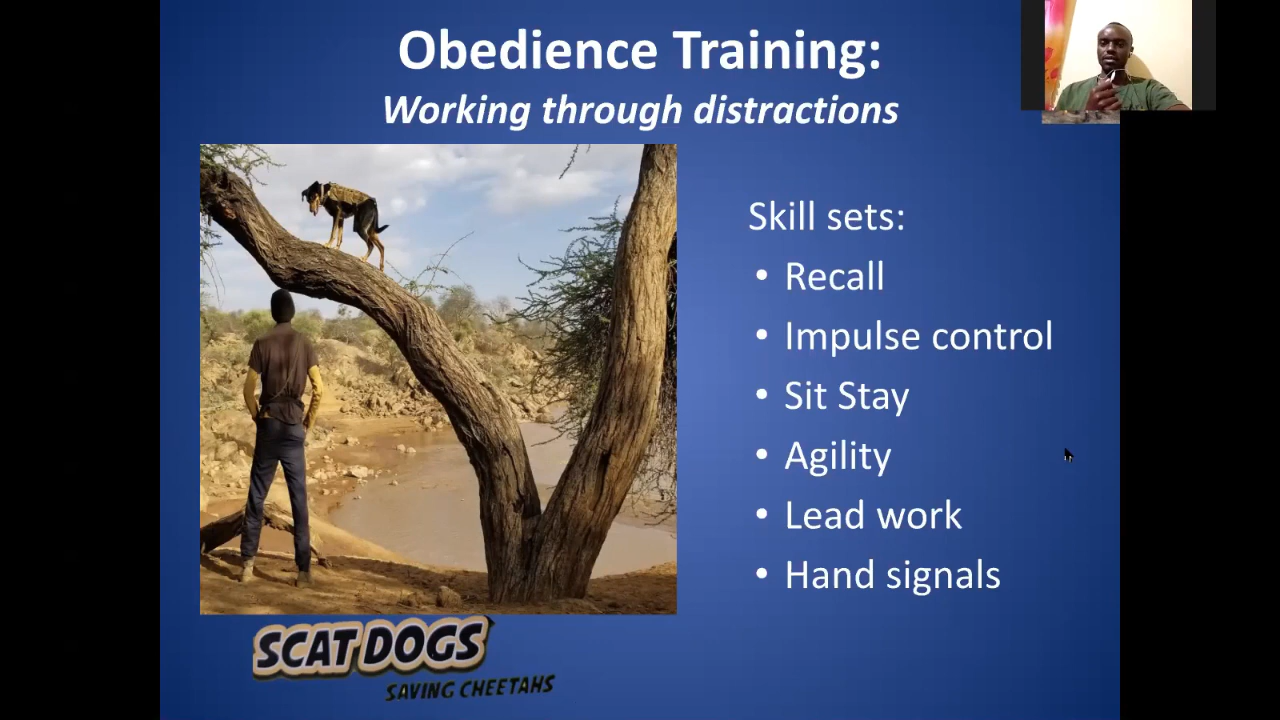 Obedience Training:
Working through distractions
Skill sets:
• Recall
• Impulse control
• Sit Stay
• Agility
• Lead work
• Hand signals
SCAT DOGS
SAVING CHEETAHS